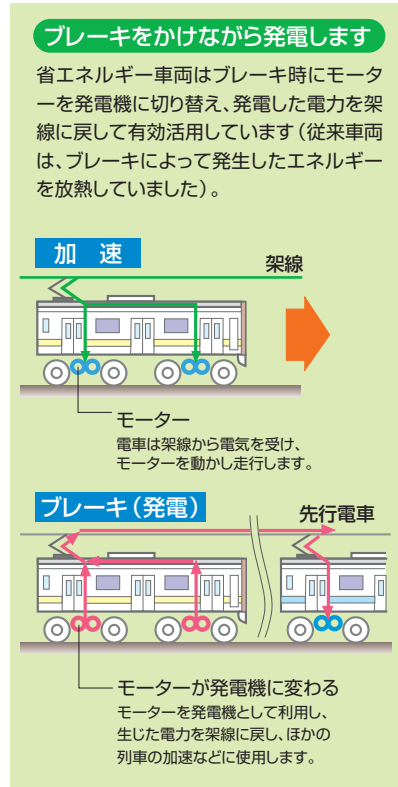 ブレーキをかけながら発電します
省エネルギー車両はブレーキ時にモータ
ーを発電機に切り替え、発電した電力を架
線に戻して有効活用しています（従来車両
は、ブレーキによって発生したエネルギー
を放熱していました）。
加　速
架線
モーター
電車は架線から電気を受け、
モーターを動かし走行します。
ブレーキ（発電）
先行電車
モーターが発電機に変わる
モーターを発電機として利用し、
生じた電力を架線に戻し、ほかの
列車の加速などに使用します。